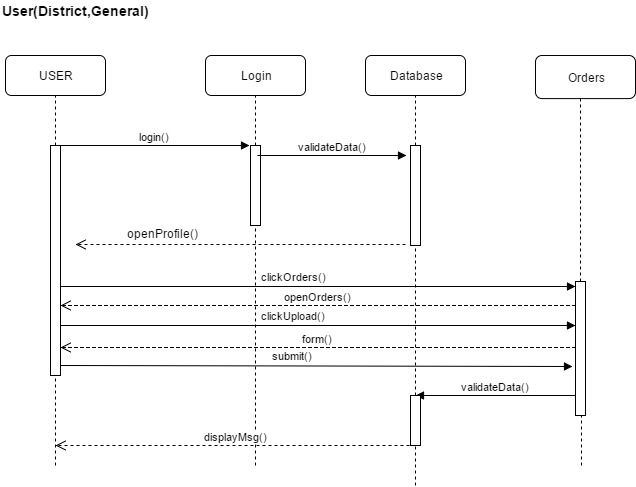 User(District,General)
USER
Login
Database
Orders
login()
validateData()
openProfile()
clickOrders()
openOrders()
clickUpload()
form()
submit()
validateData()
displayMsg()